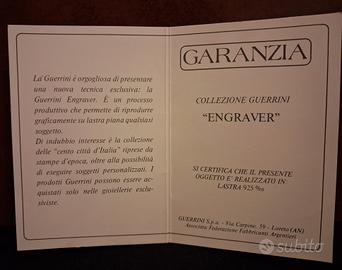 La Guerrini è orgogliosa di presentare
una nuova tecnica esclusiva: la
Guerrini Engraver. È un processo
produttivo che permette di riprodurre
graficamente su lastra piana qualsiasi
soggetto.
Di indubbio interesse è la collezione
delle "cento città d'Italia" riprese da
stampe d'epoca, oltre alla possibilità
di eseguire soggetti personalizzati. I
prodotti Guerrini possono essere ac-
quistati solo nelle gioiellerie esclu-
siviste.
GARANZIA
COLLEZIONE GUERRINI
"ENGRAVER"
SI CERTIFICA CHE IL PRESENTE
OGGETTO E' REALIZZATO IN
LASTRA 925 ‰
GUERRINI S.p.a. - Via Carpine, 59 - Loreto (AN)
Associata Federazione Fabbricanti Argentieri
subito